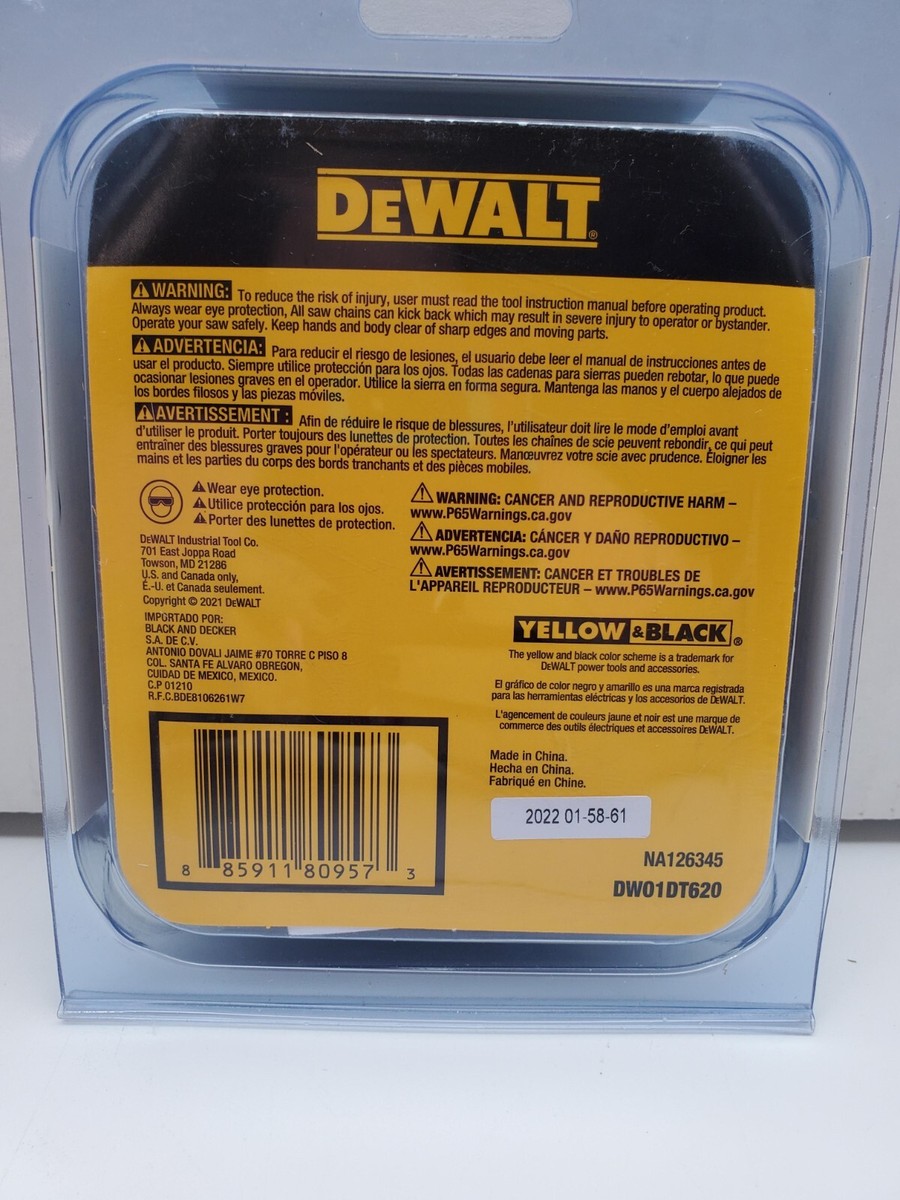 DEWALT®
WARNING: To reduce the risk of injury, user must read the tool instruction manual before operating product.
Always wear eye protection, All saw chains can kick back which may result in severe injury to operator or bystander.
Operate your saw safely. Keep hands and body clear of sharp edges and moving parts.
ADVERTENCIA: Para reducir el riesgo de lesiones, el usuario debe leer el manual de instrucciones antes de
usar el producto. Siempre utilice protección para los ojos. Todas las cadenas para sierras pueden rebotar, lo que puede
ocasionar lesiones graves en el operador. Utilice la sierra en forma segura. Mantenga las manos y el cuerpo alejados de
los bordes filosos y las piezas móviles.
AVERTISSEMENT : Afin de réduire le risque de blessures, l'utilisateur doit lire le mode d'emploi avant
d'utiliser le produit. Porter toujours des lunettes de protection. Toutes les chaînes de scie peuvent rebondir, ce qui peut
entraîner des blessures graves pour l'opérateur ou les spectateurs. Manœuvrez votre scie avec prudence. Éloigner les
mains et les parties du corps des bords tranchants et des pièces mobiles.
Wear eye protection.
Utilice protección para los ojos.
Porter des lunettes de protection.
DEWALT Industrial Tool Co.
701 East Joppa Road
Towson, MD 21286
U.S. and Canada only,
É.-U. et Canada seulement.
Copyright © 2021 DEWALT
IMPORTADO POR:
BLACK AND DECKER
S.A. DE C.V.
ANTONIO DOVALI JAIME #70 TORRE C PISO 8
COL. SANTA FE ALVARO OBREGON,
CUIDAD DE MEXICO, MEXICO.
C.P 01210
R.F.C.BDE8106261W7
WARNING: CANCER AND REPRODUCTIVE HARM –
www.P65Warnings.ca.gov
ADVERTENCIA: CÁNCER Y DAÑO REPRODUCTIVO –
www.P65Warnings.ca.gov
AVERTISSEMENT: CANCER ET TROUBLES DE
L'APPAREIL REPRODUCTEUR – www.P65Warnings.ca.gov
YELLOW &BLACK®
The yellow and black color scheme is a trademark for
DEWALT power tools and accessories.
El gráfico de color negro y amarillo es una marca registrada
para las herramientas eléctricas y los accesorios de DEWALT.
L'agencement de couleurs jaune et noir est une marque de
commerce des outils électriques et accessoires DEWALT.
Made in China.
Hecha en China.
Fabriqué en Chine.
2022 01-58-61
8 85911 80957 3
NA126345
DW01DT620